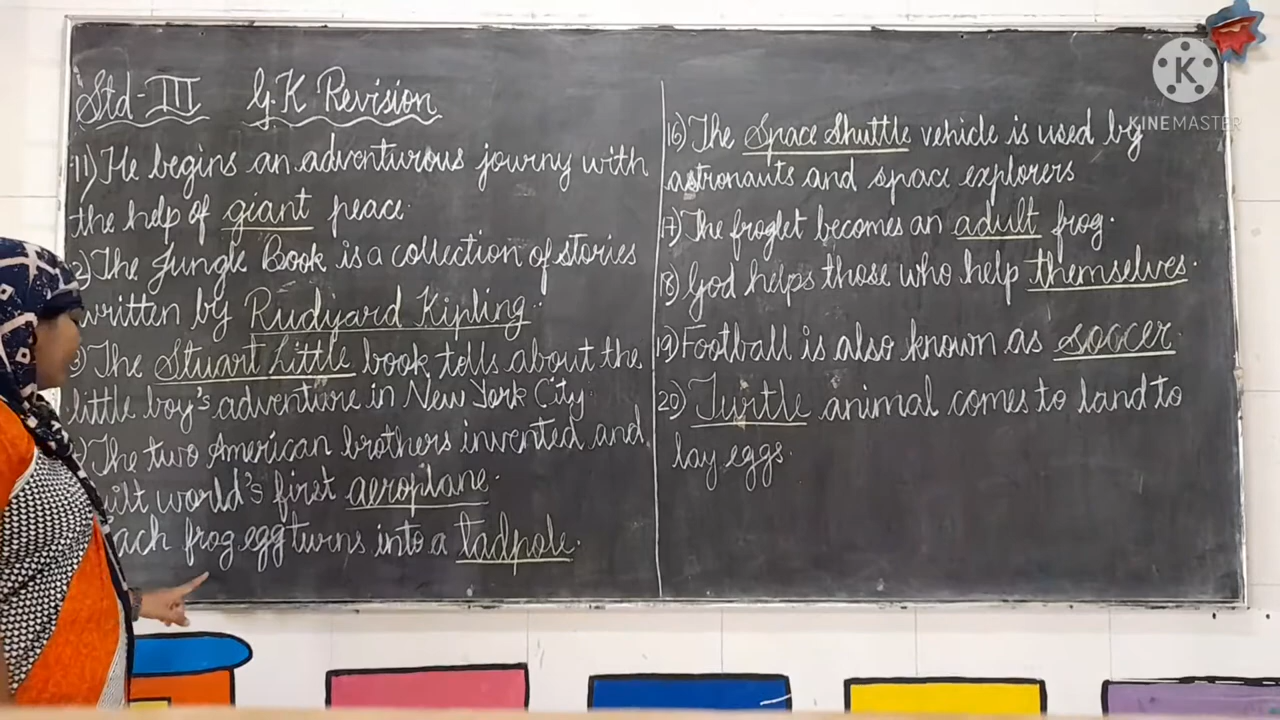 Std - III G.K Revision
11) He begins an adventurous journy with
the help of giant peace.
2) The Jungle Book is a collection of stories
written by Rudyard Kipling.
3) The Stuart Little book tells about the
little boy's adventure in New York City.
) The two American brothers invented and
uilt world's first aeroplane.
ach frog egg turns into a tadpole.
16) The Space Shuttle vehicle is used by
astronauts and space explorers
17) The froglet becomes an adult frog.
18) God helps those who help themselves.
19) Football is also known as soccer.
20) Turtle animal comes to land to
lay eggs.
K
KINEMASTER